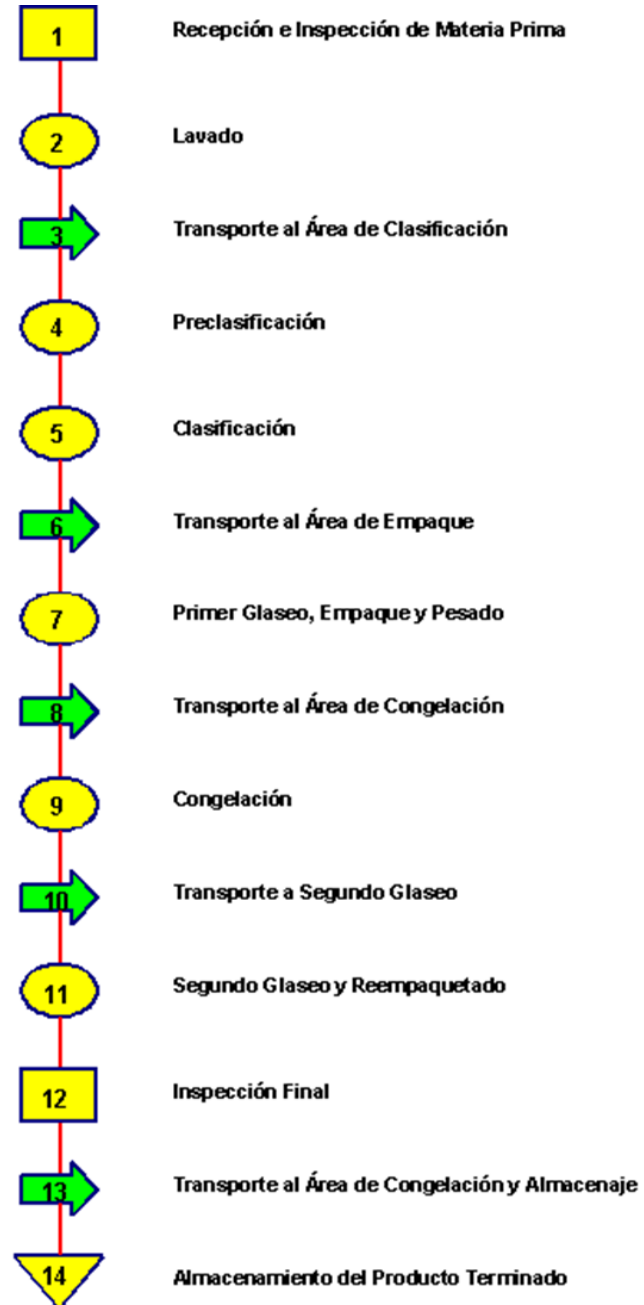 1 Recepción e Inspección de Materia Prima
2 Lavado
3 Transporte al Área de Clasificación
4 Preclasificación
5 Clasificación
6 Transporte al Área de Empaque
7 Primer Glaseo, Empaque y Pesado
8 Transporte al Área de Congelación
9 Congelación
10 Transporte a Segundo Glaseo
11 Segundo Glaseo y Reempaquetado
12 Inspección Final
13 Transporte al Área de Congelación y Almacenaje
14 Almacenamiento del Producto Terminado